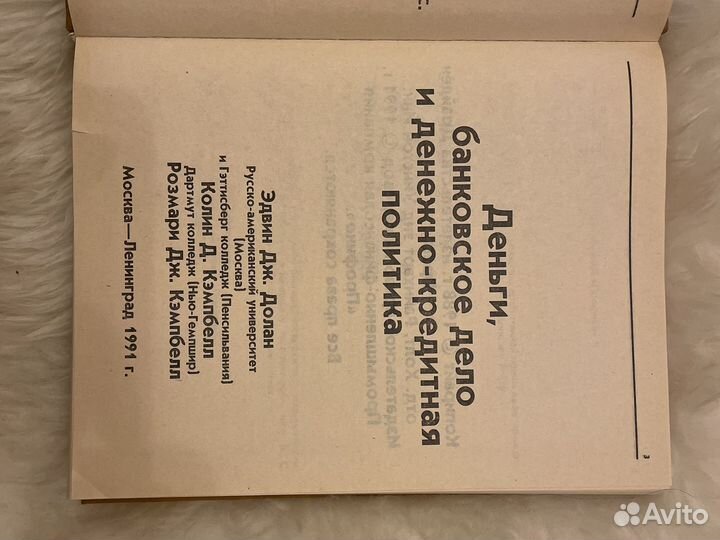 с.
Деньги,
банковское дело
и денежно-кредитная
политика
Эдвин Дж. Долан
Русско-американский университет
(Москва)
и Гэттисберг колледж (Пенсильвания)
Колин Д. Кэмпбелл
Дартмут колледж (Нью-Гемпшир)
Розмари Дж. Кэмпбелл
Москва—Ленинград 1991 г.
3
Avito